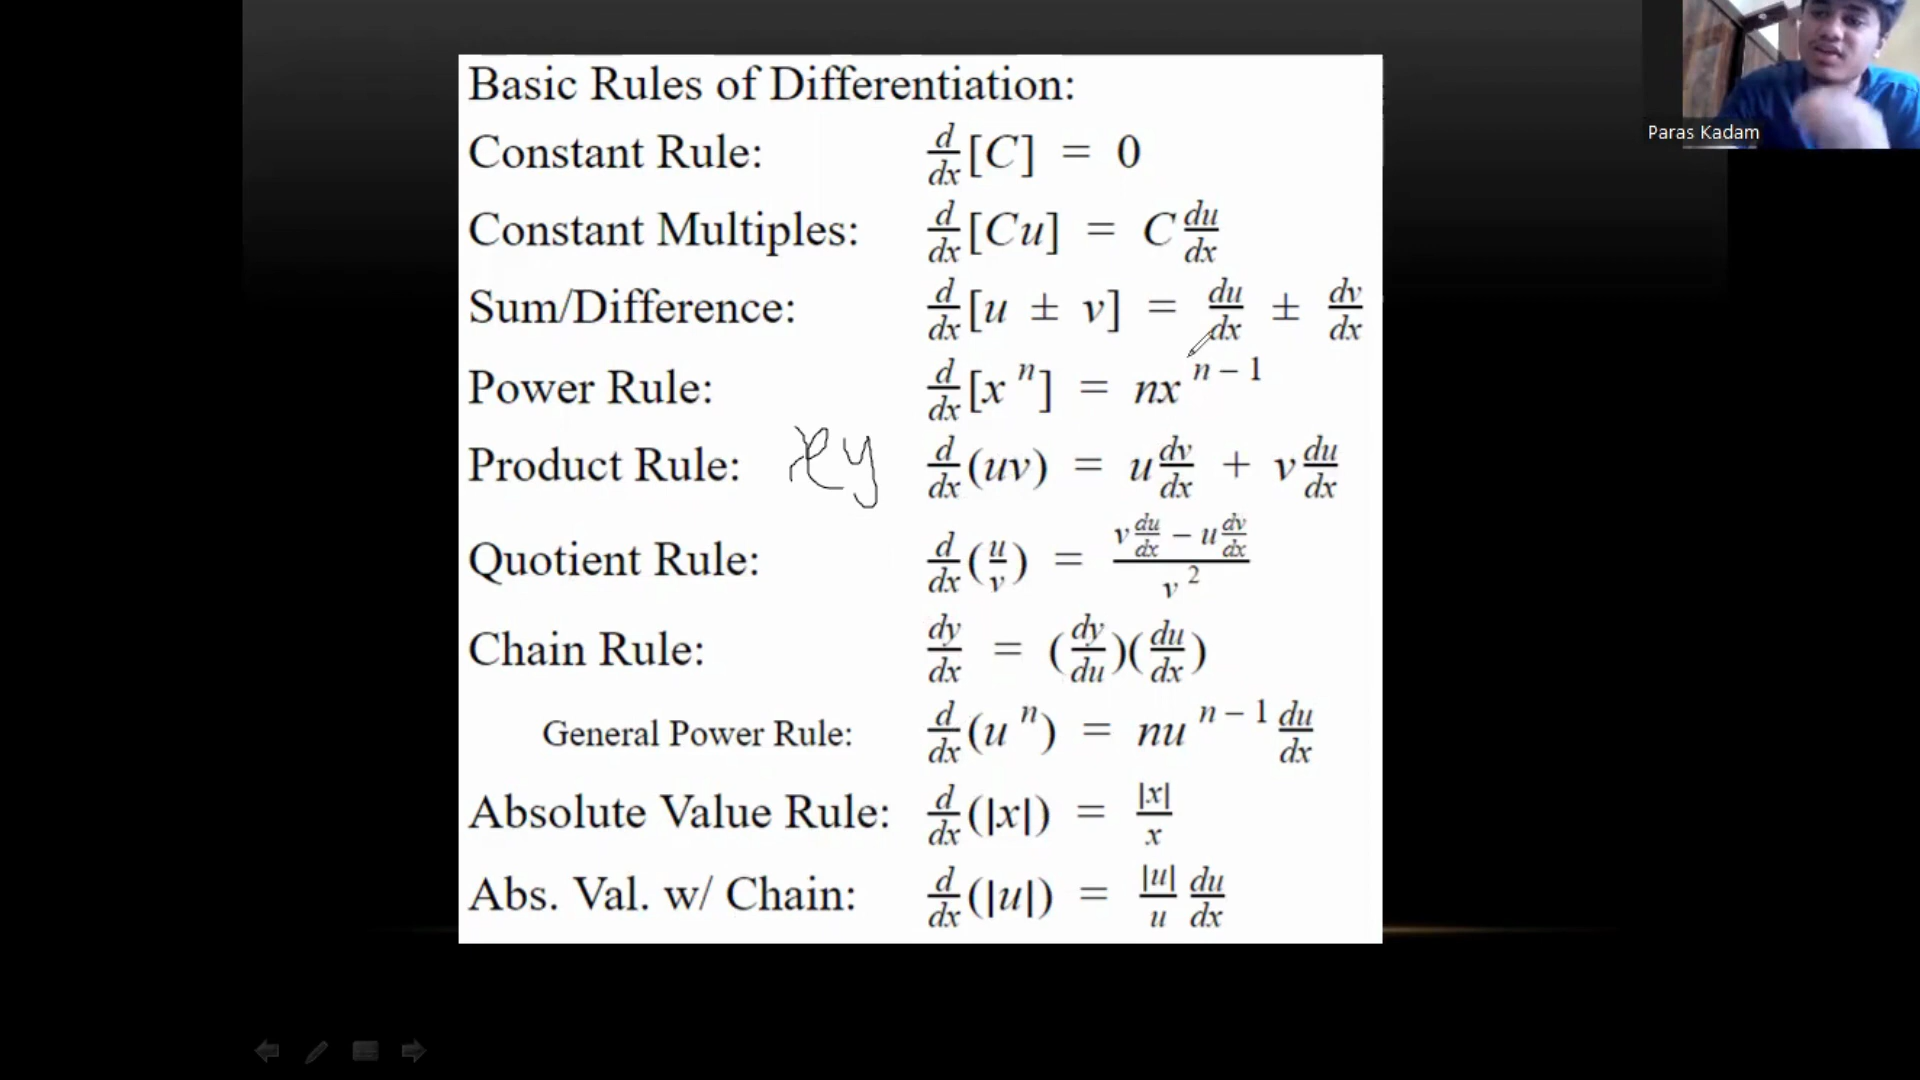 Basic Rules of Differentiation:
Paras Kadam
Constant Rule: d/dx [C] = 0
Constant Multiples: d/dx [Cu] = C du/dx
Sum/Difference: d/dx [u ± v] = du/dx ± dv/dx
Power Rule: d/dx [x^n] = nx^(n − 1)
Product Rule: xy d/dx (uv) = u dv/dx + v du/dx
Quotient Rule: d/dx (u/v) = (v du/dx − u dv/dx)/v^2
Chain Rule: dy/dx = (dy/du)(du/dx)
General Power Rule: d/dx (u^n) = nu^(n − 1) du/dx
Absolute Value Rule: d/dx (|x|) = |x|/x
Abs. Val. w/ Chain: d/dx (|u|) = |u|/u du/dx